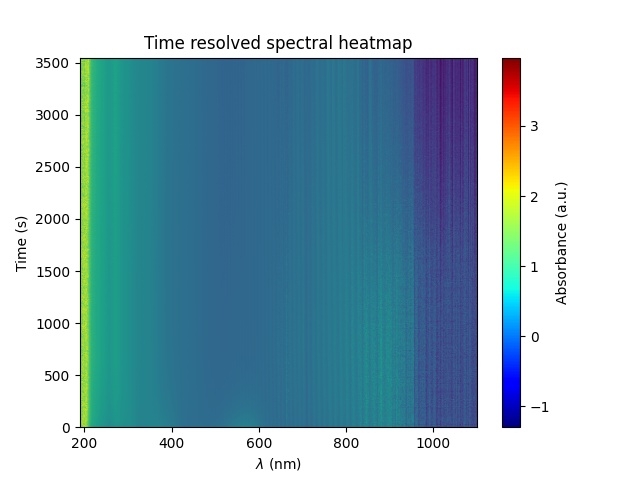 Time resolved spectral heatmap
3500
3000
2500
2000
1500
1000
500
0
Time (s)
200 400 600 800 1000
λ (nm)
3
2
1
0
−1
Absorbance (a.u.)